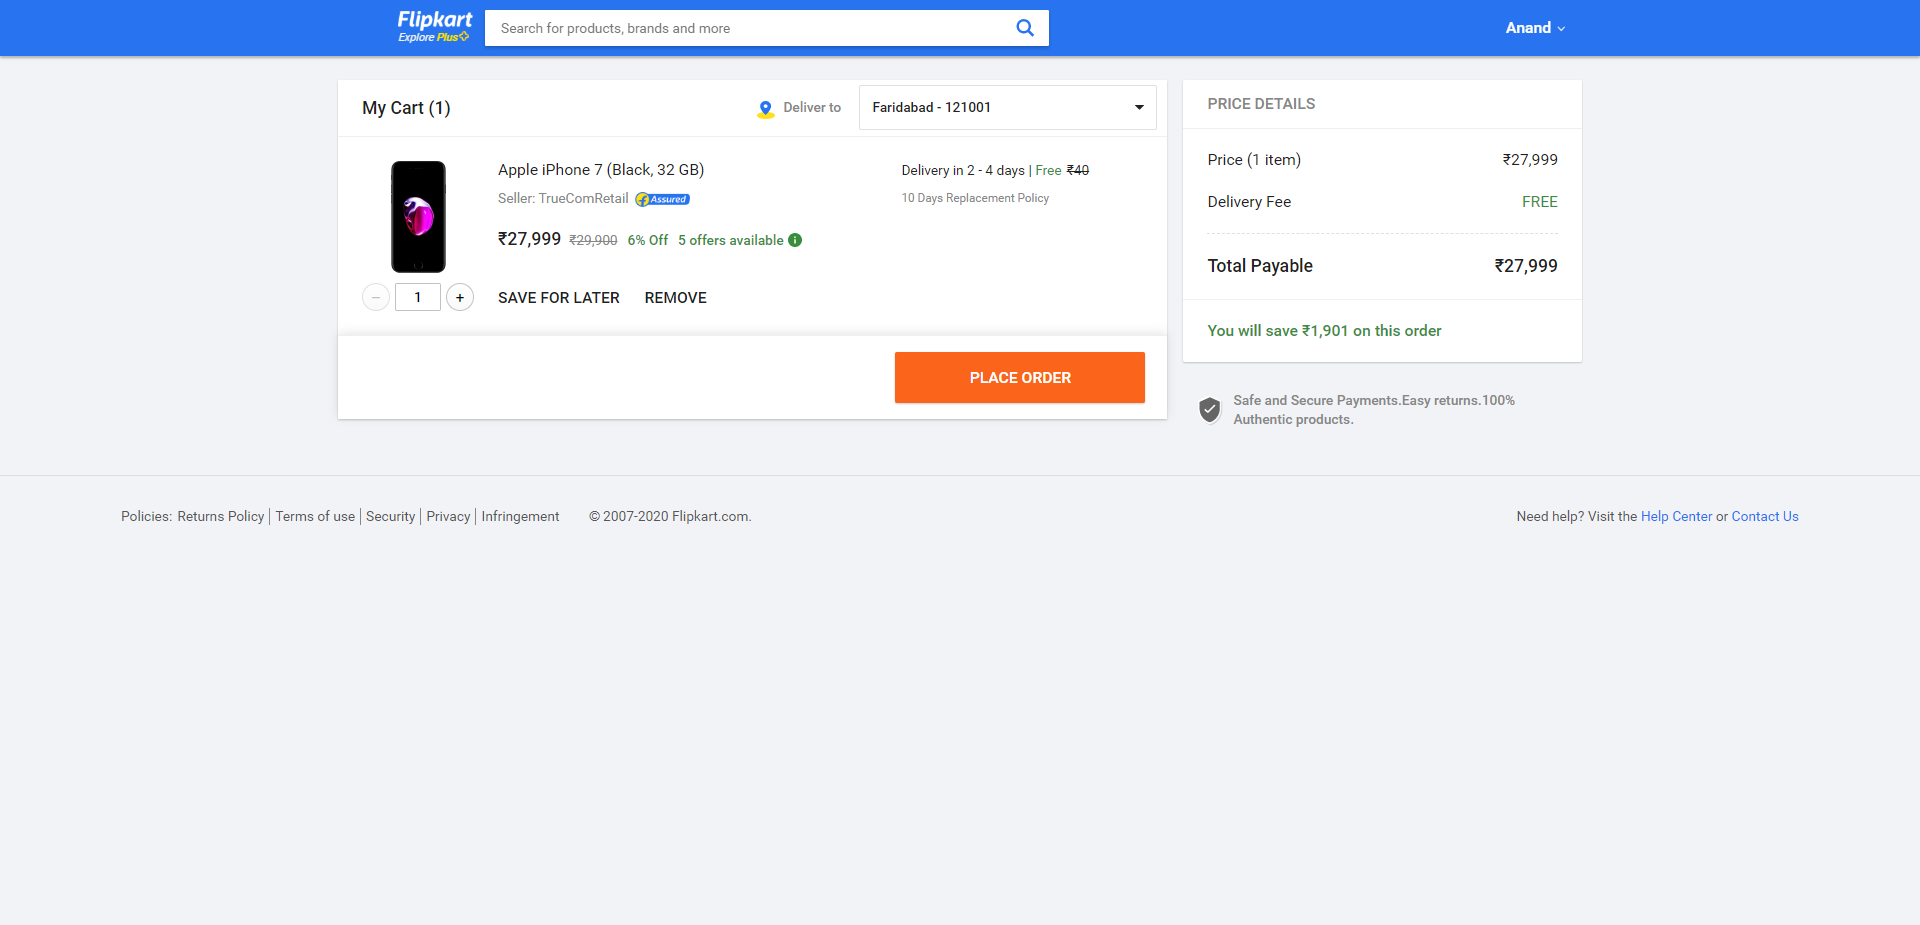 Flipkart
Explore Plus
Search for products, brands and more
Anand
My Cart (1)
Deliver to
Faridabad - 121001
Apple iPhone 7 (Black, 32 GB)
Seller: TrueComRetail
Assured
₹27,999 ₹29,900 6% Off 5 offers available
Delivery in 2 - 4 days | Free ₹40
10 Days Replacement Policy
1
SAVE FOR LATER
REMOVE
PLACE ORDER
PRICE DETAILS
Price (1 item) ₹27,999
Delivery Fee FREE
Total Payable ₹27,999
You will save ₹1,901 on this order
Safe and Secure Payments.Easy returns.100%
Authentic products.
Policies: Returns Policy | Terms of use | Security | Privacy | Infringement
© 2007-2020 Flipkart.com.
Need help? Visit the Help Center or Contact Us